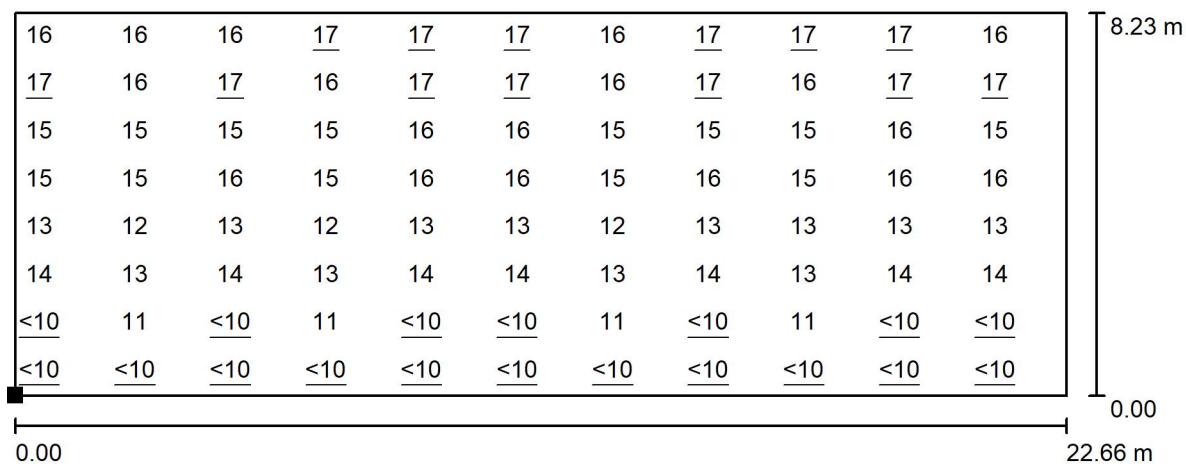 16 16 16 17 17 17 16 17 17 17 16 8.23 m
17 16 17 16 17 17 16 17 16 17 17
15 15 15 15 16 16 15 15 15 16 15
15 15 16 15 16 16 15 16 15 16 16
13 12 13 12 13 13 12 13 13 13 13
14 13 14 13 14 14 13 14 13 14 14
<10 11 <10 11 <10 <10 11 <10 11 <10 <10
<10 <10 <10 <10 <10 <10 <10 <10 <10 <10 <10
0.00
0.00 22.66 m